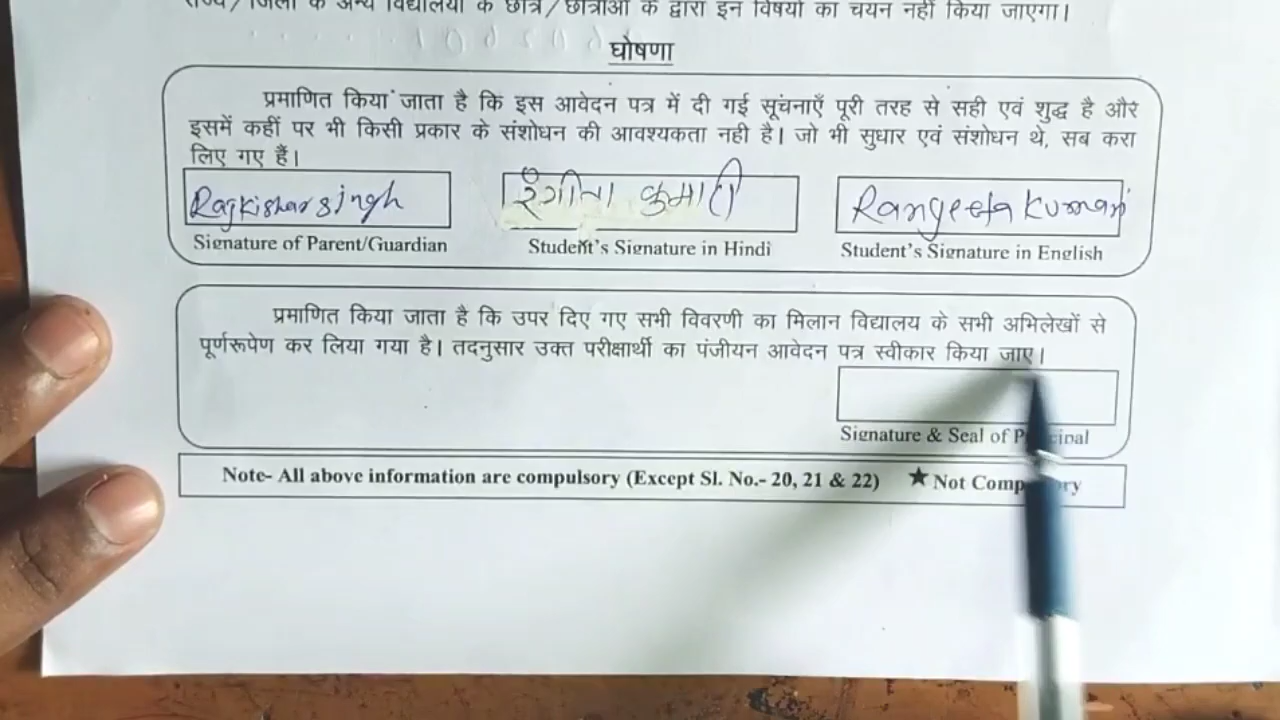 राज्य/जिला के अन्य विद्यालयों के छात्र/छात्राओं के द्वारा इन विषयों का चयन नहीं किया जाएगा।
घोषणा
प्रमाणित किया जाता है कि इस आवेदन पत्र में दी गई सूचनाएँ पूरी तरह से सही एवं शुद्ध है और
इसमें कहीं पर भी किसी प्रकार के संशोधन की आवश्यकता नही है। जो भी सुधार एवं संशोधन थे, सब करा
लिए गए हैं।
Rajkishor singh रंगीता कुमारी Rangeeta Kumari
Signature of Parent/Guardian Student's Signature in Hindi Student's Signature in English
प्रमाणित किया जाता है कि उपर दिए गए सभी विवरणी का मिलान विद्यालय के सभी अभिलेखों से
पूर्णरूपेण कर लिया गया है। तदनुसार उक्त परीक्षार्थी का पंजीयन आवेदन पत्र स्वीकार किया जाए।
Signature & Seal of Principal
Note- All above information are compulsory (Except Sl. No.- 20, 21 & 22) ★ Not Compulsory